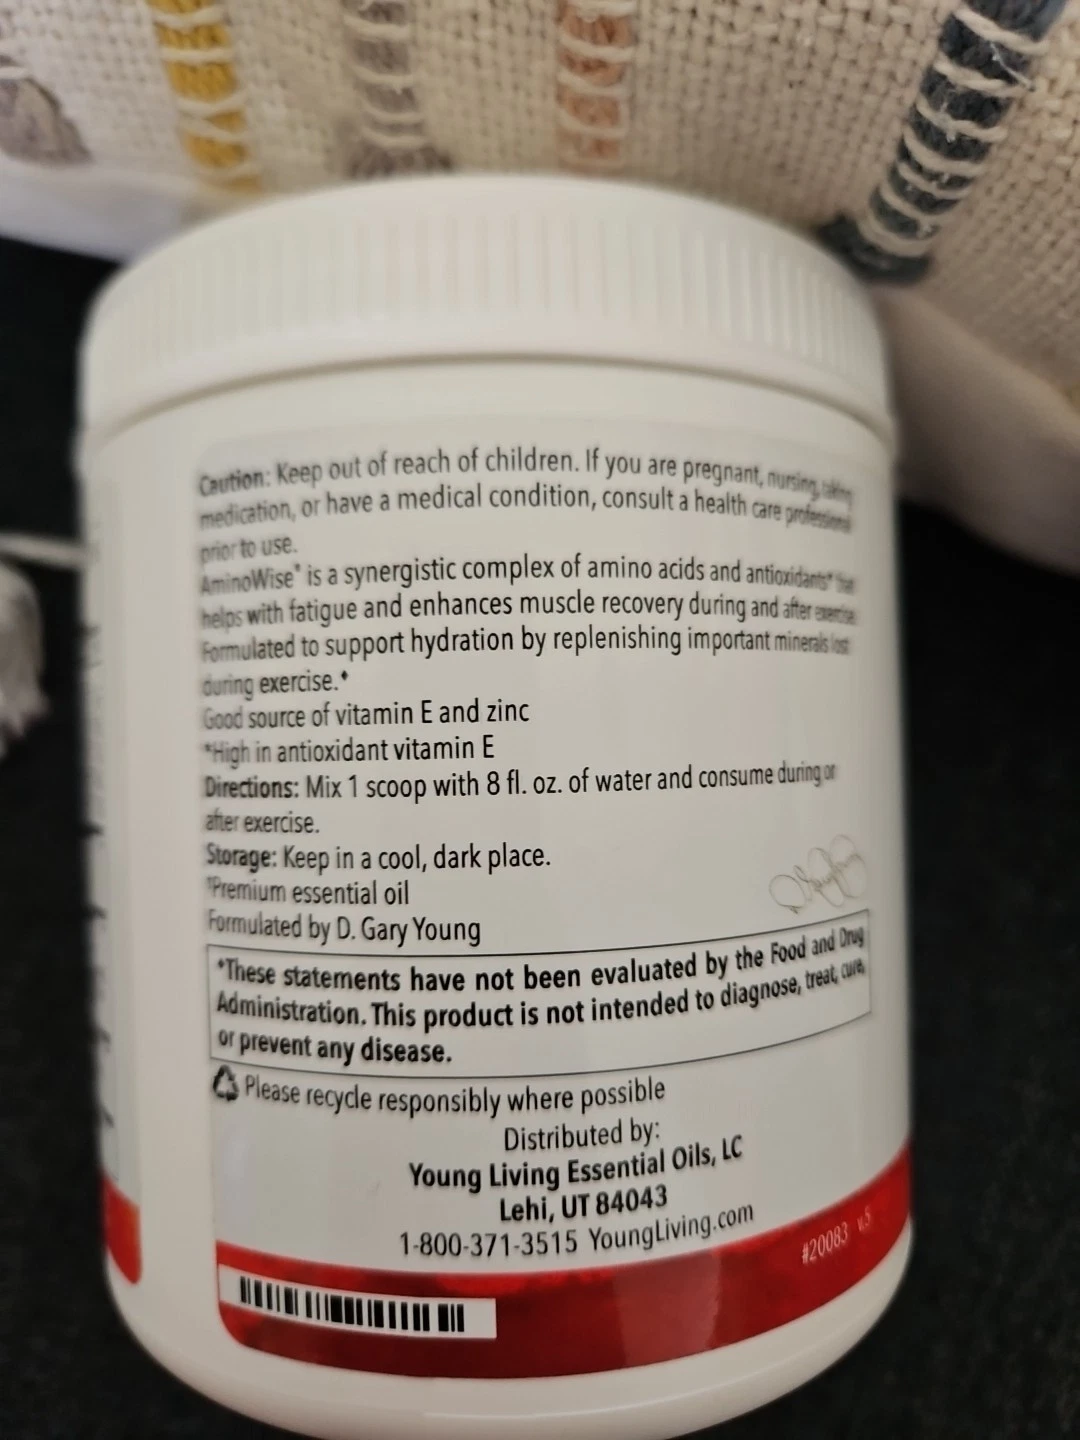 Caution: Keep out of reach of children. If you are pregnant, nursing, taking
medication, or have a medical condition, consult a health care professional
prior to use.
AminoWise® is a synergistic complex of amino acids and antioxidants* that
helps with fatigue and enhances muscle recovery during and after exercise.
Formulated to support hydration by replenishing important minerals lost
during exercise.*
Good source of vitamin E and zinc
*High in antioxidant vitamin E
Directions: Mix 1 scoop with 8 fl. oz. of water and consume during or
after exercise.
Storage: Keep in a cool, dark place.
†Premium essential oil
Formulated by D. Gary Young
*These statements have not been evaluated by the Food and Drug
Administration. This product is not intended to diagnose, treat, cure,
or prevent any disease.
Please recycle responsibly where possible
Distributed by:
Young Living Essential Oils, LC
Lehi, UT 84043
1-800-371-3515 YoungLiving.com
#20083 v.5